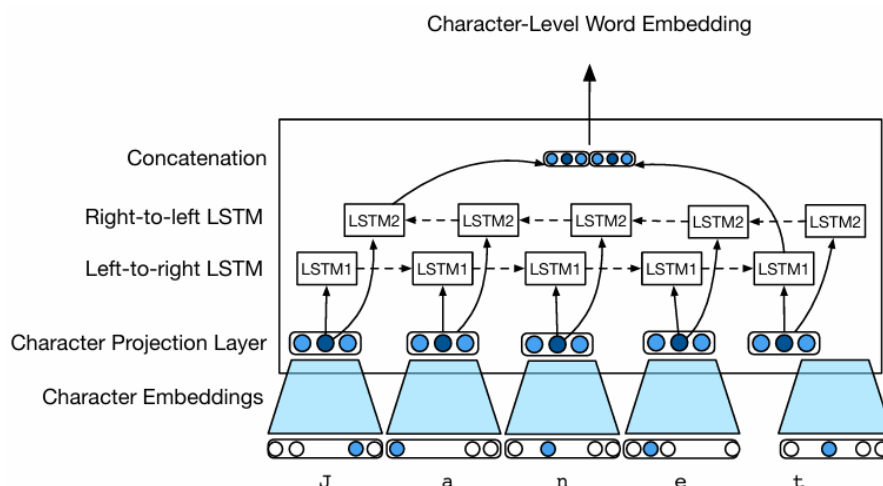 Character-Level Word Embedding
Concatenation
Right-to-left LSTM
LSTM2 LSTM2 LSTM2 LSTM2 LSTM2
Left-to-right LSTM
LSTM1 LSTM1 LSTM1 LSTM1 LSTM1
Character Projection Layer
Character Embeddings
J a n e t